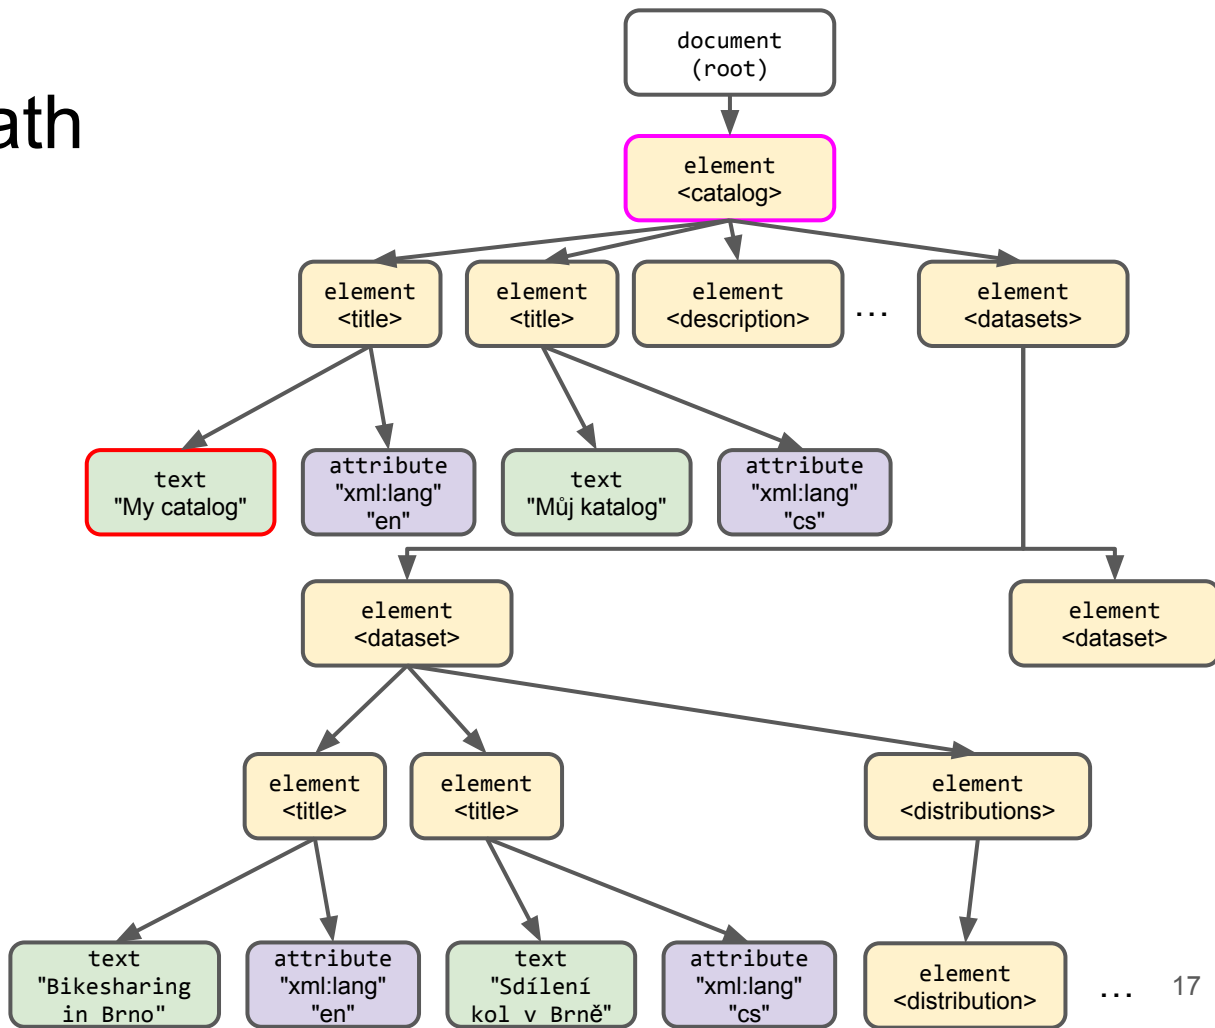 ath
document
(root)
element
<catalog>
element
<title>
element
<title>
element
<description>
...
element
<datasets>
text
"My catalog"
attribute
"xml:lang"
"en"
text
"Můj katalog"
attribute
"xml:lang"
"cs"
element
<dataset>
element
<dataset>
element
<title>
element
<title>
element
<distributions>
text
"Bikesharing
in Brno"
attribute
"xml:lang"
"en"
text
"Sdílení
kol v Brně"
attribute
"xml:lang"
"cs"
element
<distribution>
...
17